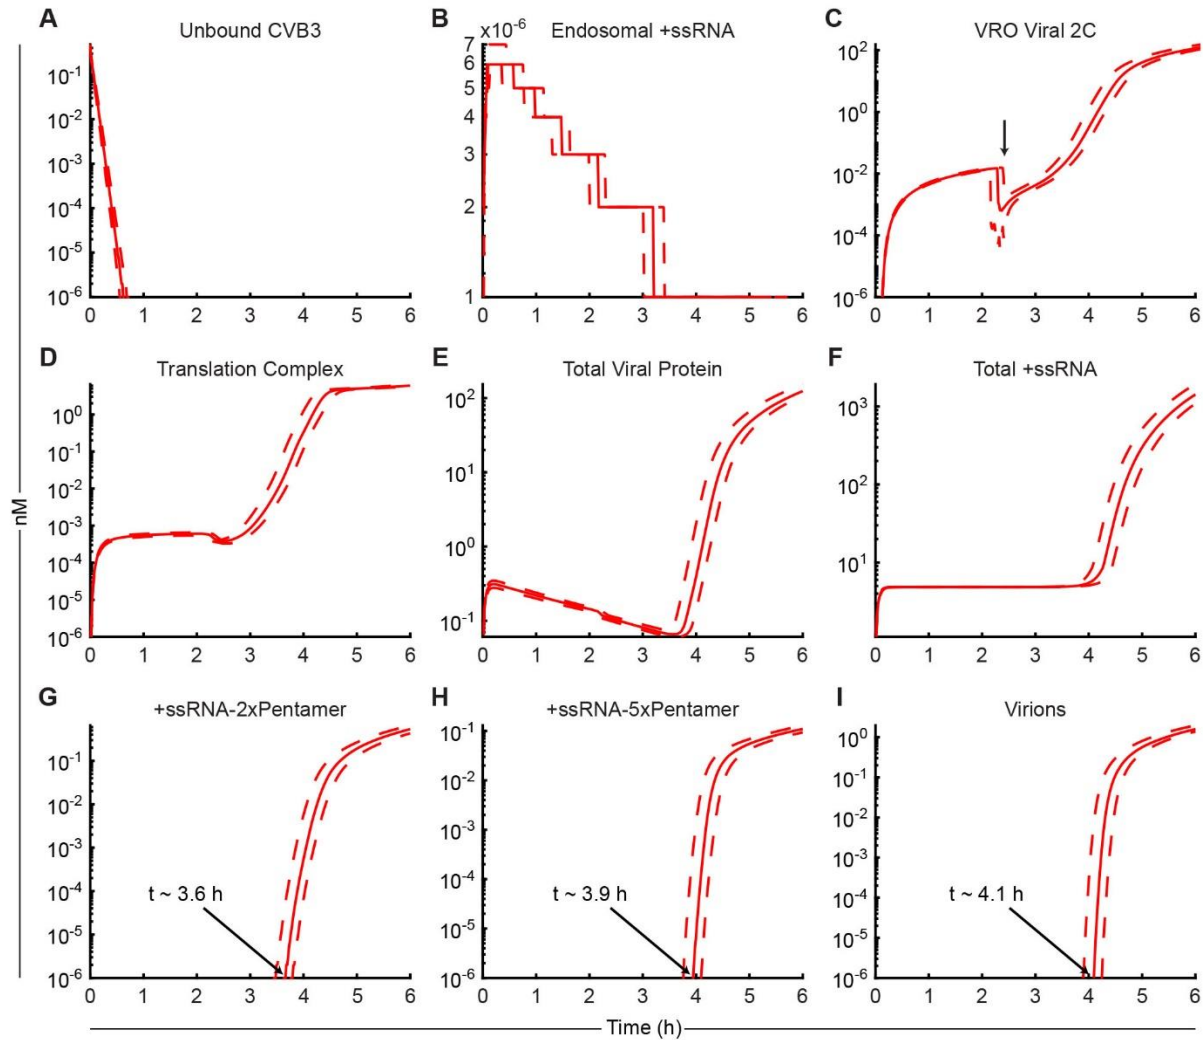 A Unbound CVB3
B Endosomal +ssRNA
C VRO Viral 2C
10^-1
10^-2
10^-3
10^-4
10^-5
10^-6
0 1 2 3 4 5 6
7 x10^-6
6
5
4
3
2
1
0 1 2 3 4 5 6
10^2
10^0
10^-2
10^-4
10^-6
0 1 2 3 4 5 6
D Translation Complex
E Total Viral Protein
F Total +ssRNA
10^0
10^-1
10^-2
10^-3
10^-4
10^-5
10^-6
0 1 2 3 4 5 6
10^2
10^1
10^0
10^-1
0 1 2 3 4 5 6
10^3
10^2
10^1
0 1 2 3 4 5 6
G +ssRNA-2xPentamer
H +ssRNA-5xPentamer
I Virions
10^-1
10^-2
10^-3
10^-4
10^-5
10^-6
t ~ 3.6 h
0 1 2 3 4 5 6
10^-1
10^-2
10^-3
10^-4
10^-5
10^-6
t ~ 3.9 h
0 1 2 3 4 5 6
10^0
10^-1
10^-2
10^-3
10^-4
10^-5
10^-6
t ~ 4.1 h
0 1 2 3 4 5 6
nM
Time (h)